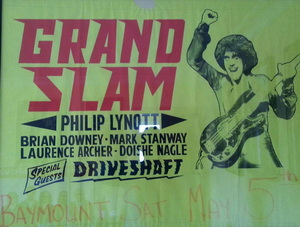 GRAND
SLAM
PHILIP LYNOTT
BRIAN DOWNEY · MARK STANWAY
LAURENCE ARCHER · DOISHE NAGLE
SPECIAL GUESTS DRIVESHAFT
BAYMOUNT SAT MAY 5TH